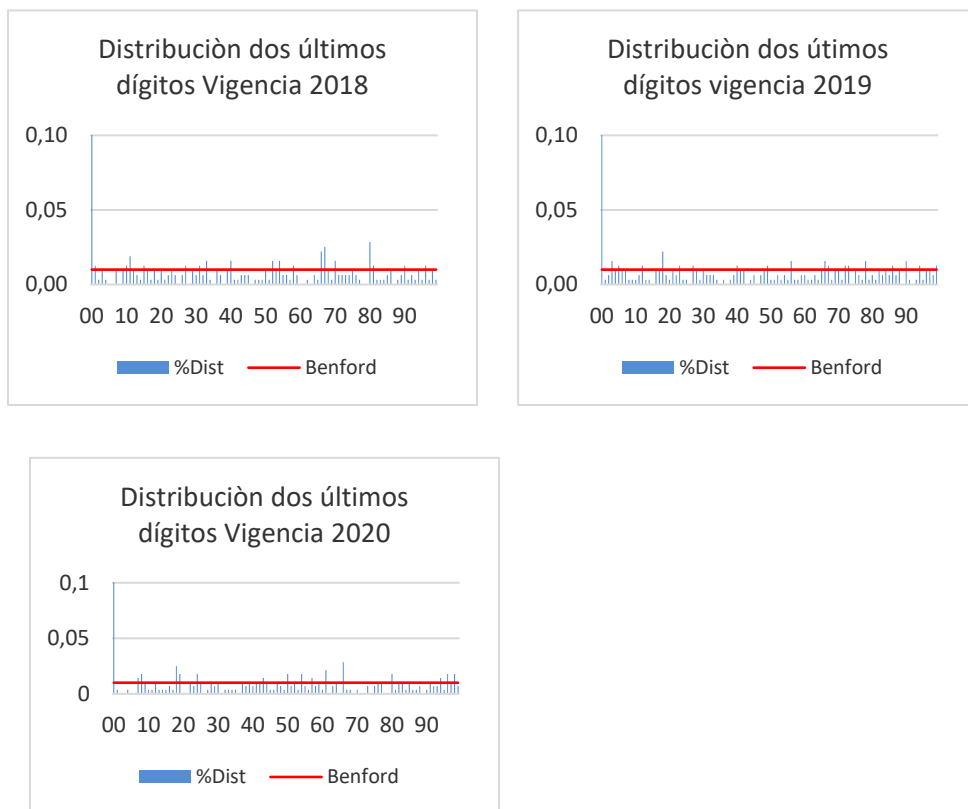 Distribuciòn dos últimos
dígitos Vigencia 2018
0,10
0,05
0,00
00 10 20 30 40 50 60 70 80 90
%Dist Benford
Distribuciòn dos útimos
dígitos vigencia 2019
0,10
0,05
0,00
00 10 20 30 40 50 60 70 80 90
%Dist Benford
Distribuciòn dos últimos
dígitos Vigencia 2020
0,1
0,05
0
00 10 20 30 40 50 60 70 80 90
%Dist Benford